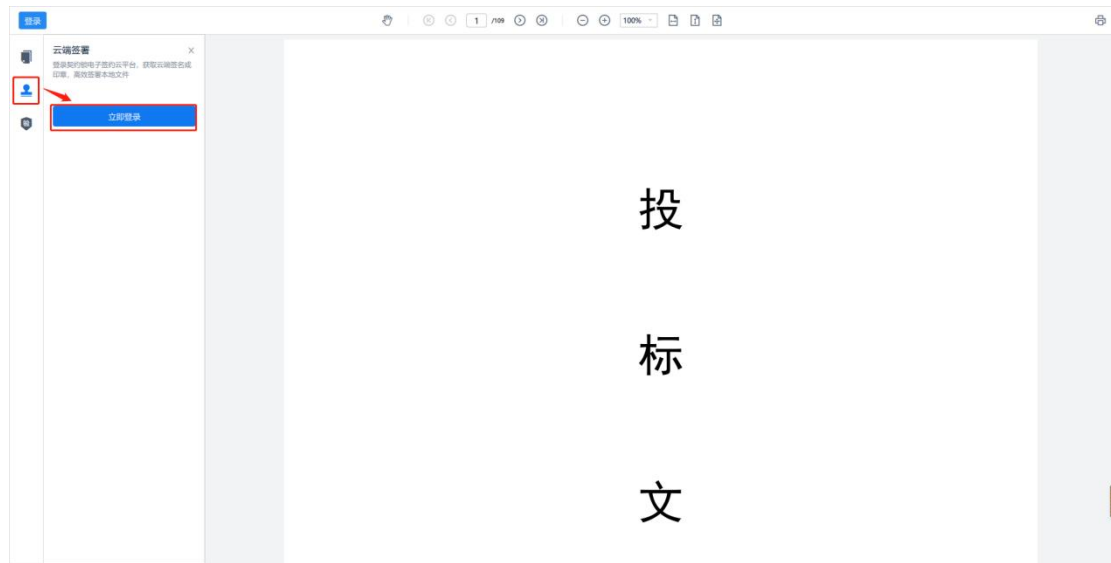 登录
1 /109
100%
云端签署
登录契约锁电子签约云平台，获取云端签名或
印章，高效签署本地文件
立即登录
投
标
文